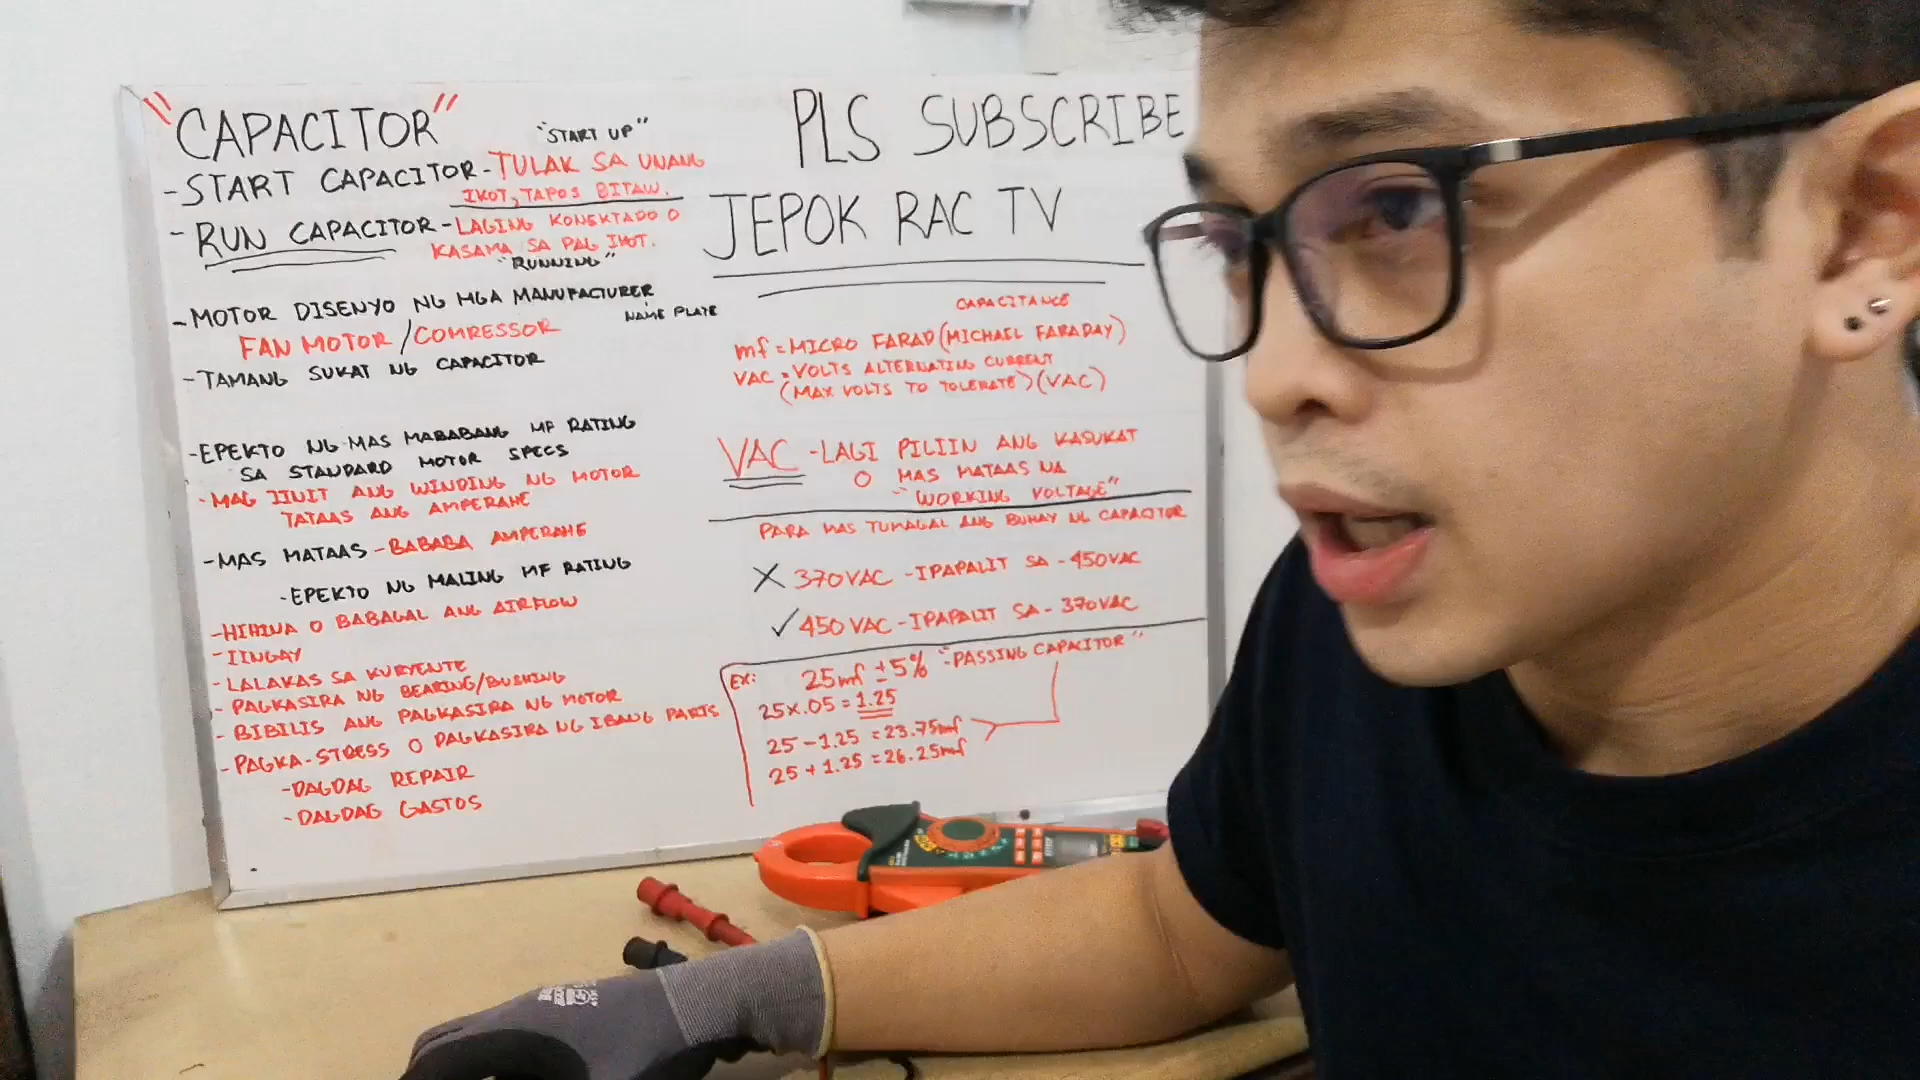 "CAPACITOR"
"START UP"
-START CAPACITOR-TULAK SA UNANG
IKOT, TAPOS BITAW.
-RUN CAPACITOR-LAGING KONEKTADO O
KASAMA SA PAG IKOT.
"RUNNING"
-MOTOR DISENYO NG MGA MANUFACTURER
NAME PLATE
FAN MOTOR/COMRESSOR
-TAMANG SUKAT NG CAPACITOR
-EPEKTO NG MAS MABABANG MF RATING
SA STANDARD MOTOR SPECS
-MAG IINIT ANG WINDING NG MOTOR
TATAAS ANG AMPERAHE
-MAS MATAAS-BABABA AMPERAHE
-EPEKTO NG MALING MF RATING
-HIHINA O BABAGAL ANG AIRFLOW
-IINGAY
-LALAKAS SA KURYENTE
-PAGKASIRA NG BEARING/BUSHING
-BIBILIS ANG PAGKASIRA NG MOTOR
-PAGKA-STRESS O PAGKASIRA NG IBANG PARTS
-DAGDAG REPAIR
-DAGDAG GASTOS
PLS SUBSCRIBE
JEPOK RAC TV
CAPACITANCE
mf=MICRO FARAD(MICHAEL FARADAY)
VAC=VOLTS ALTERNATING CURRENT
(MAX VOLTS TO TOLERATE)(VAC)
VAC-LAGI PILIIN ANG KASUKAT
O MAS MATAAS NA
"WORKING VOLTAGE"
PARA MAS TUMAGAL ANG BUHAY NG CAPACITOR
X 370VAC-IPAPALIT SA-450VAC
✓ 450VAC-IPAPALIT SA-370VAC
EX: 25mf ±5% "-PASSING CAPACITOR"
25x.05=1.25
25-1.25=23.75mf
25+1.25=26.25mf